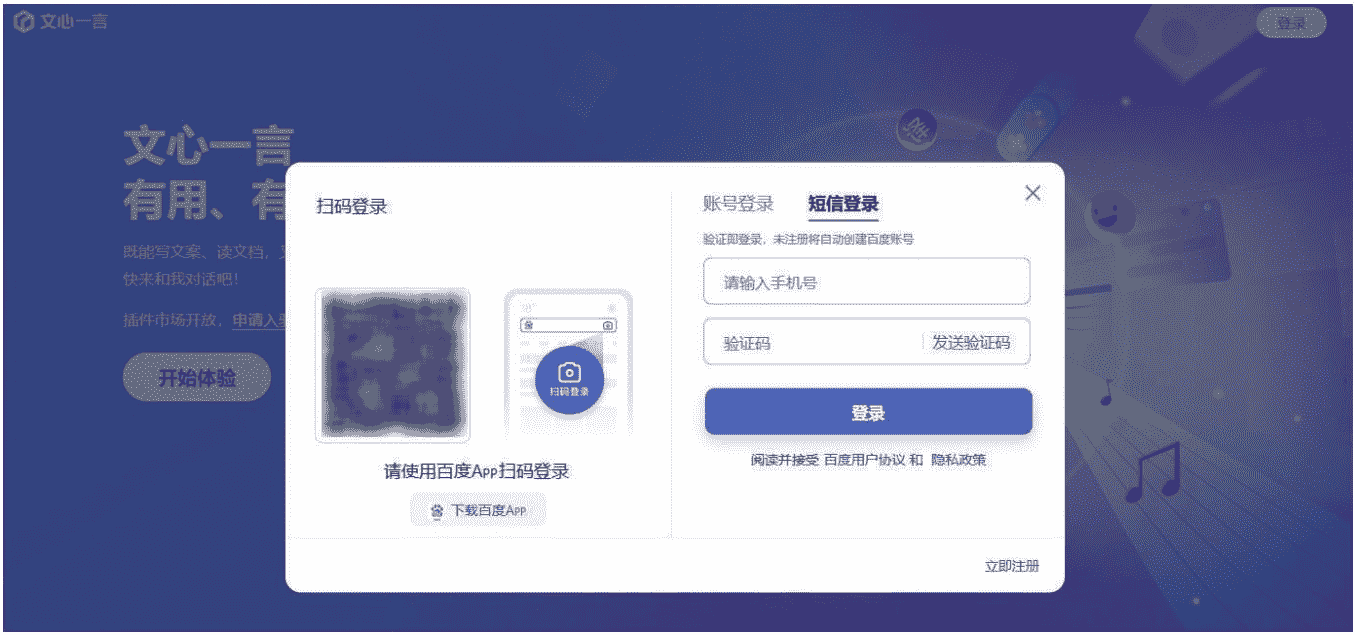 文心一言
登录
文心一言
有用、有
既能写文案、读文档，又
快来和我对话吧！
插件市场开放，申请入驻
开始体验
扫码登录
扫码登录
请使用百度App扫码登录
下载百度App
账号登录
短信登录
验证即登录，未注册将自动创建百度账号
请输入手机号
验证码
发送验证码
登录
阅读并接受 百度用户协议 和 隐私政策
立即注册